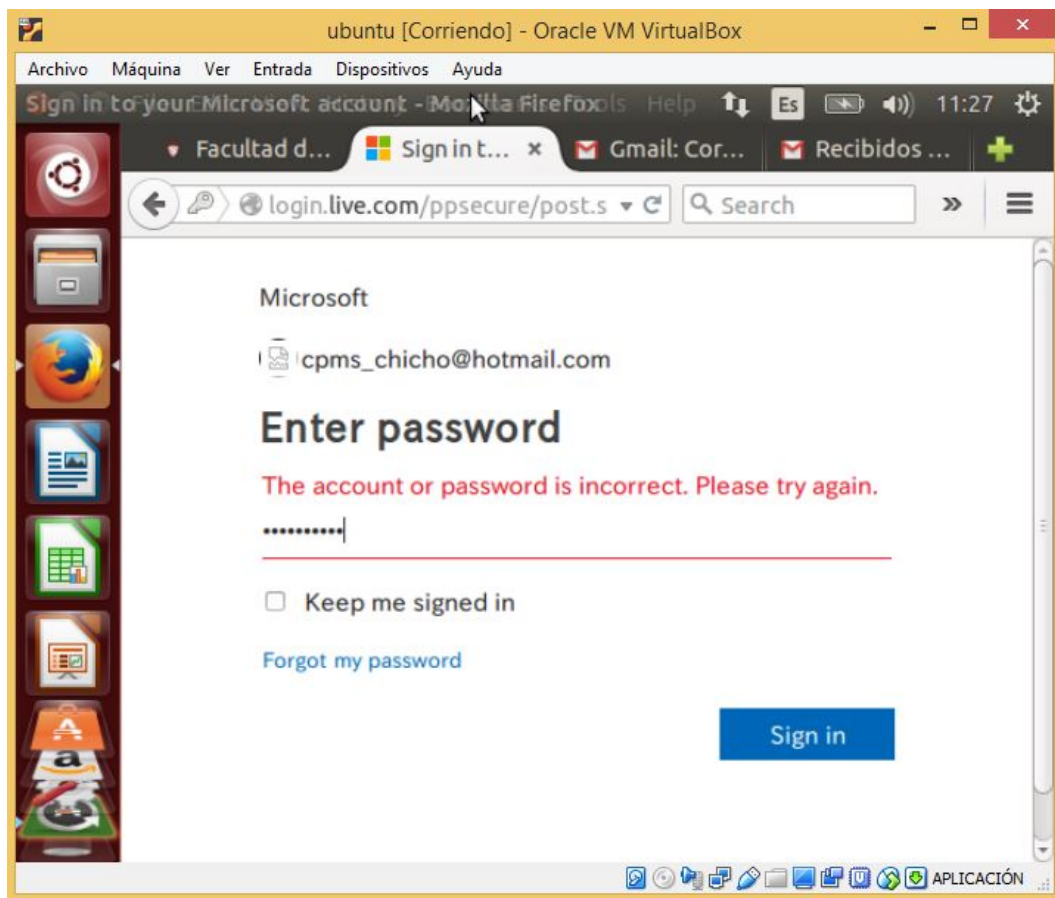 ubuntu [Corriendo] - Oracle VM VirtualBox
Archivo Máquina Ver Entrada Dispositivos Ayuda
Sign in to your Microsoft account - Mozilla Firefox Help Es 11:27
Facultad d... Sign in t... × Gmail: Cor... Recibidos ...
login.live.com/ppsecure/post.s Search »
Microsoft
cpms_chicho@hotmail.com
Enter password
The account or password is incorrect. Please try again.
••••••••••
Keep me signed in
Forgot my password
Sign in
a
APLICACIÓN